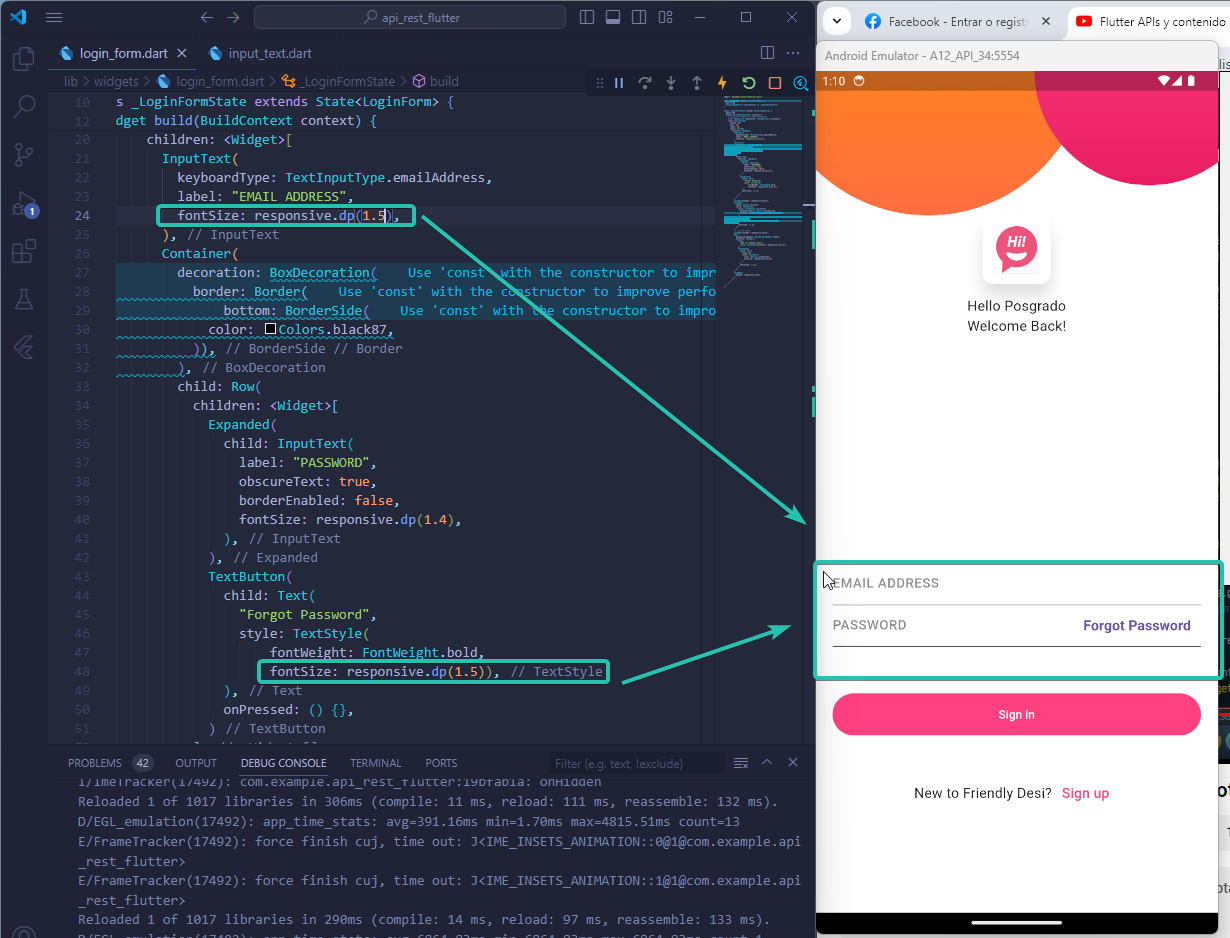 api_rest_flutter
login_form.dart
input_text.dart
lib > widgets > login_form.dart > _LoginFormState > build
10 s _LoginFormState extends State<LoginForm> {
12 dget build(BuildContext context) {
20 children: <Widget>[
21 InputText(
22 keyboardType: TextInputType.emailAddress,
23 label: "EMAIL ADDRESS",
24 fontSize: responsive.dp(1.5),
25 ), // InputText
26 Container(
27 decoration: BoxDecoration( Use 'const' with the constructor to impr
28 border: Border( Use 'const' with the constructor to improve perfo
29 bottom: BorderSide( Use 'const' with the constructor to impro
30 color: Colors.black87,
31 )), // BorderSide // Border
32 ), // BoxDecoration
33 child: Row(
34 children: <Widget>[
35 Expanded(
36 child: InputText(
37 label: "PASSWORD",
38 obscureText: true,
39 borderEnabled: false,
40 fontSize: responsive.dp(1.4),
41 ), // InputText
42 ), // Expanded
43 TextButton(
44 child: Text(
45 "Forgot Password",
46 style: TextStyle(
47 fontWeight: FontWeight.bold,
48 fontSize: responsive.dp(1.5)), // TextStyle
49 ), // Text
50 onPressed: () {},
51 ) // TextButton
1
PROBLEMS 42 OUTPUT DEBUG CONSOLE TERMINAL PORTS Filter (e.g. text, !exclude)
I/ImeTracker(17492): com.example.api_rest_flutter:19bfab1a: onHidden
Reloaded 1 of 1017 libraries in 306ms (compile: 11 ms, reload: 111 ms, reassemble: 132 ms).
D/EGL_emulation(17492): app_time_stats: avg=391.16ms min=1.70ms max=4815.51ms count=13
E/FrameTracker(17492): force finish cuj, time out: J<IME_INSETS_ANIMATION::0@1@com.example.api
_rest_flutter>
E/FrameTracker(17492): force finish cuj, time out: J<IME_INSETS_ANIMATION::1@1@com.example.api
_rest_flutter>
Reloaded 1 of 1017 libraries in 290ms (compile: 14 ms, reload: 97 ms, reassemble: 133 ms).
Facebook - Entrar o regist
Flutter APIs y contenido
Android Emulator - A12_API_34:5554
1:10
Hi!
Hello Posgrado
Welcome Back!
EMAIL ADDRESS
PASSWORD
Forgot Password
Sign In
New to Friendly Desi? Sign up